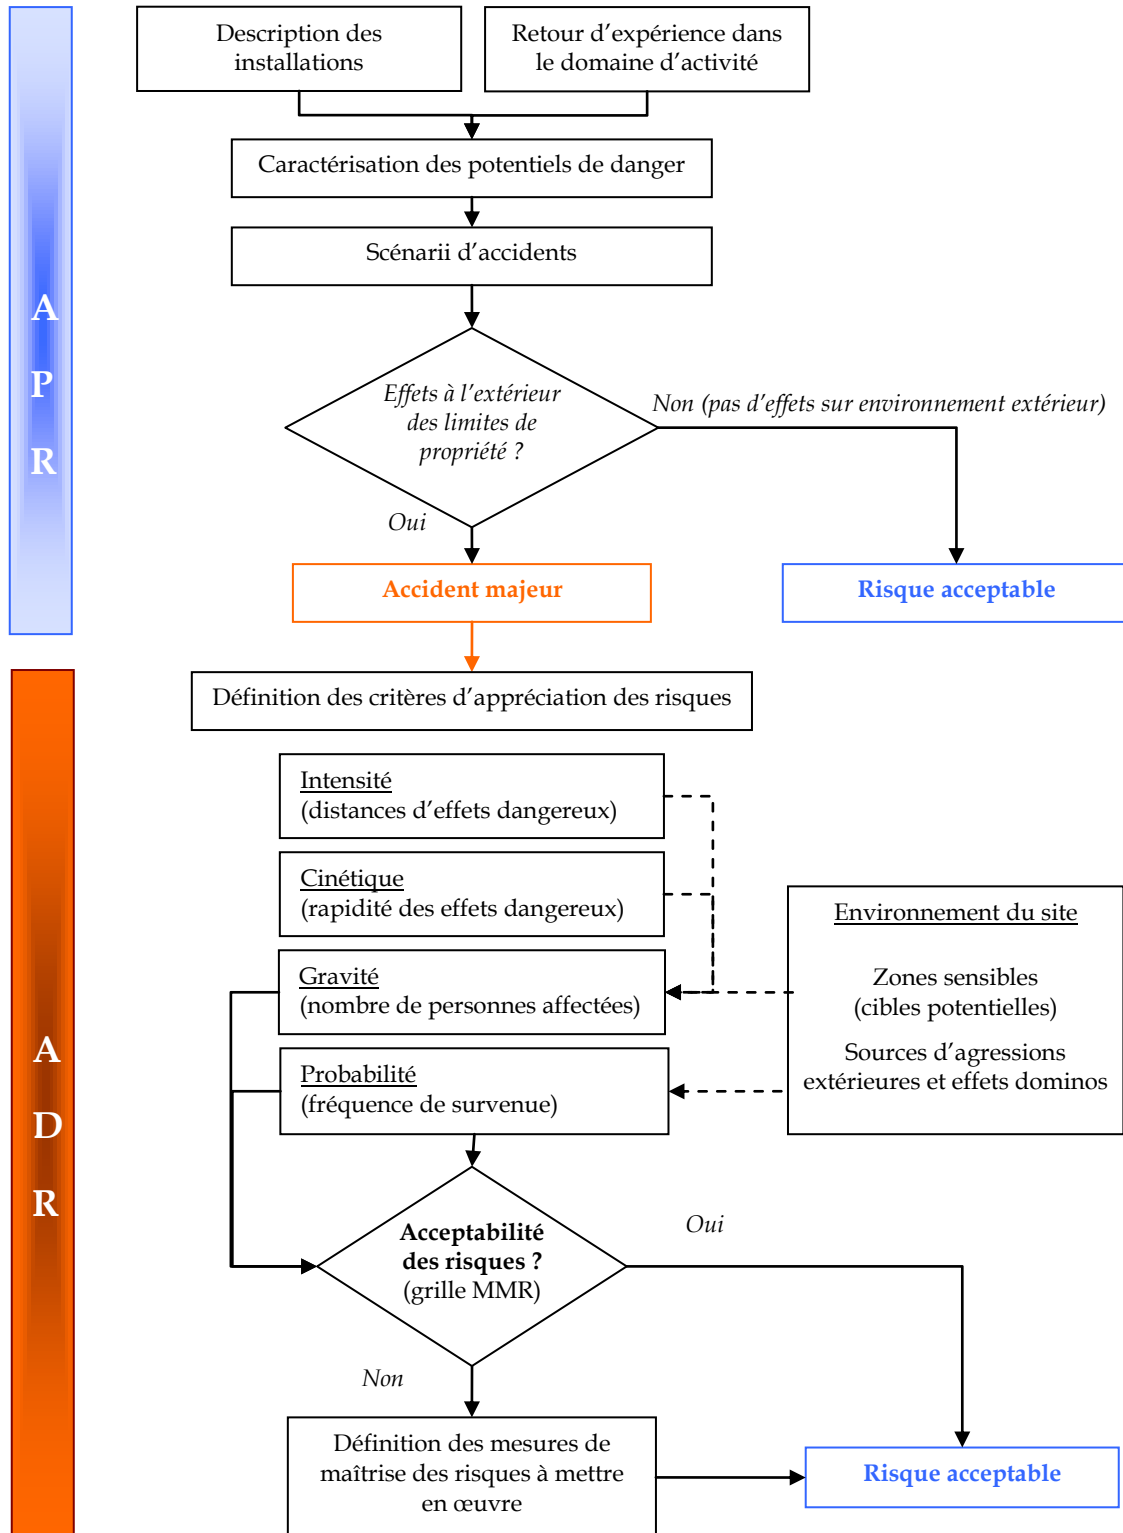 Description des
installations
Retour d’expérience dans
le domaine d’activité
Caractérisation des potentiels de danger
Scénarii d’accidents
A
P
R
Effets à l’extérieur
des limites de
propriété ?
Non (pas d’effets sur environnement extérieur)
Oui
Accident majeur
Risque acceptable
Définition des critères d’appréciation des risques
Intensité
(distances d’effets dangereux)
Cinétique
(rapidité des effets dangereux)
Gravité
(nombre de personnes affectées)
Probabilité
(fréquence de survenue)
Environnement du site
Zones sensibles
(cibles potentielles)
Sources d’agressions
extérieures et effets dominos
A
D
R
Acceptabilité
des risques ?
(grille MMR)
Oui
Non
Définition des mesures de
maîtrise des risques à mettre
en œuvre
Risque acceptable